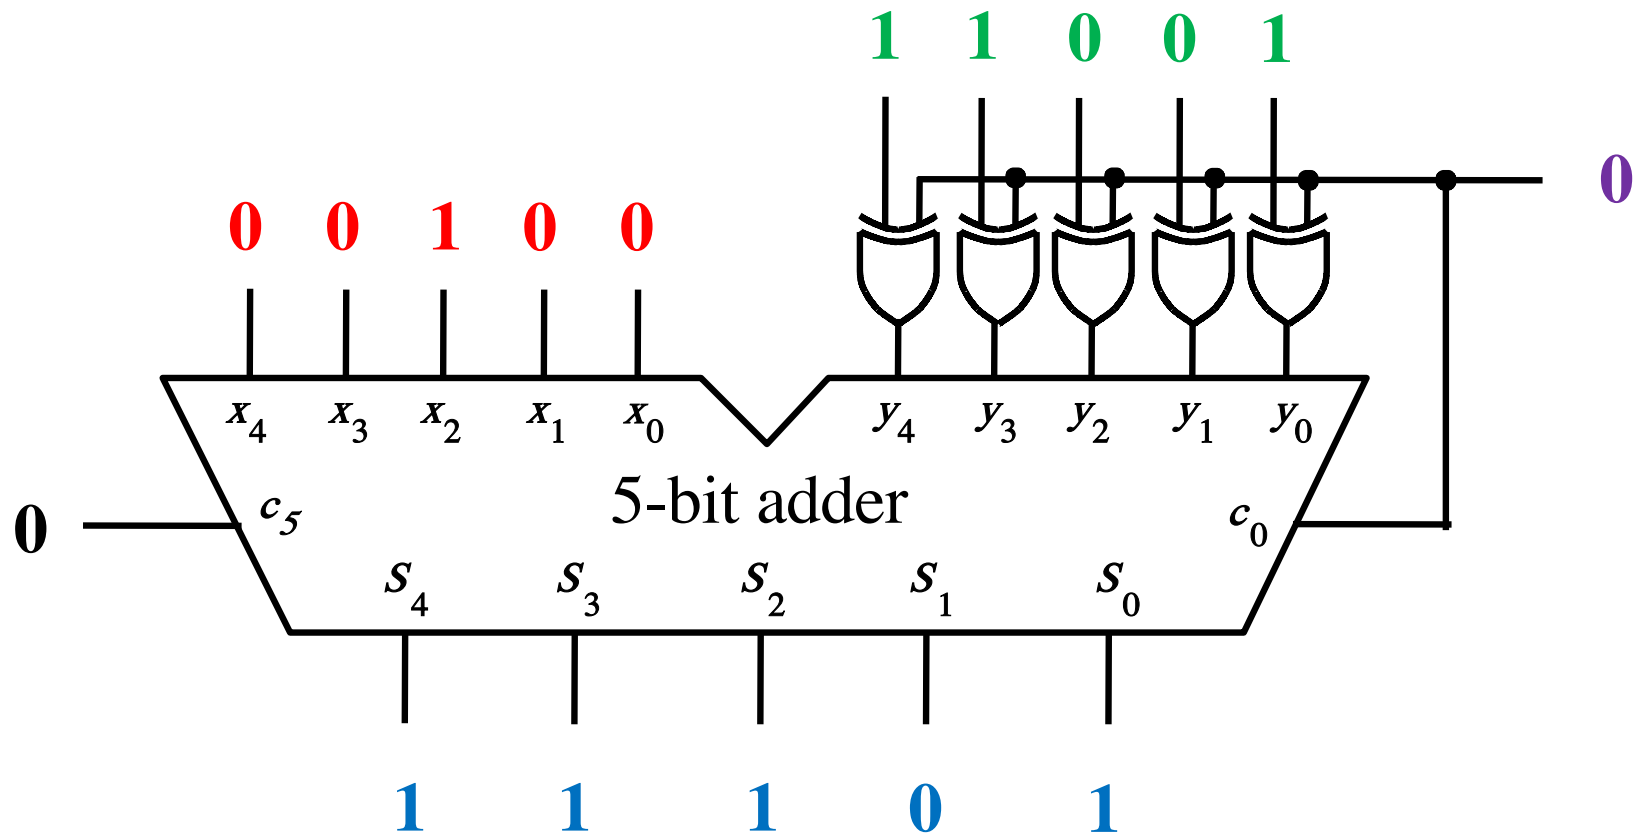 1 1 0 0 1
0
0 0 1 0 0
x4 x3 x2 x1 x0 y4 y3 y2 y1 y0
5-bit adder
0 c5 c0
s4 s3 s2 s1 s0
1 1 1 0 1